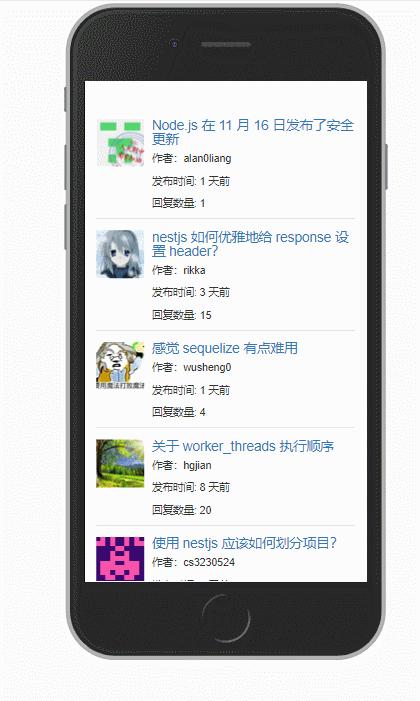 Node.js 在 11 月 16 日发布了安全
更新
作者：alan0liang
发布时间: 1 天前
回复数量: 1
nestjs 如何优雅地给 response 设
置 header？
作者：rikka
发布时间: 3 天前
回复数量: 15
感觉 sequelize 有点难用
作者：wusheng0
发布时间: 1 天前
回复数量: 4
关于 worker_threads 执行顺序
作者：hgjian
发布时间: 8 天前
回复数量: 20
使用 nestjs 应该如何划分项目？
作者：cs3230524